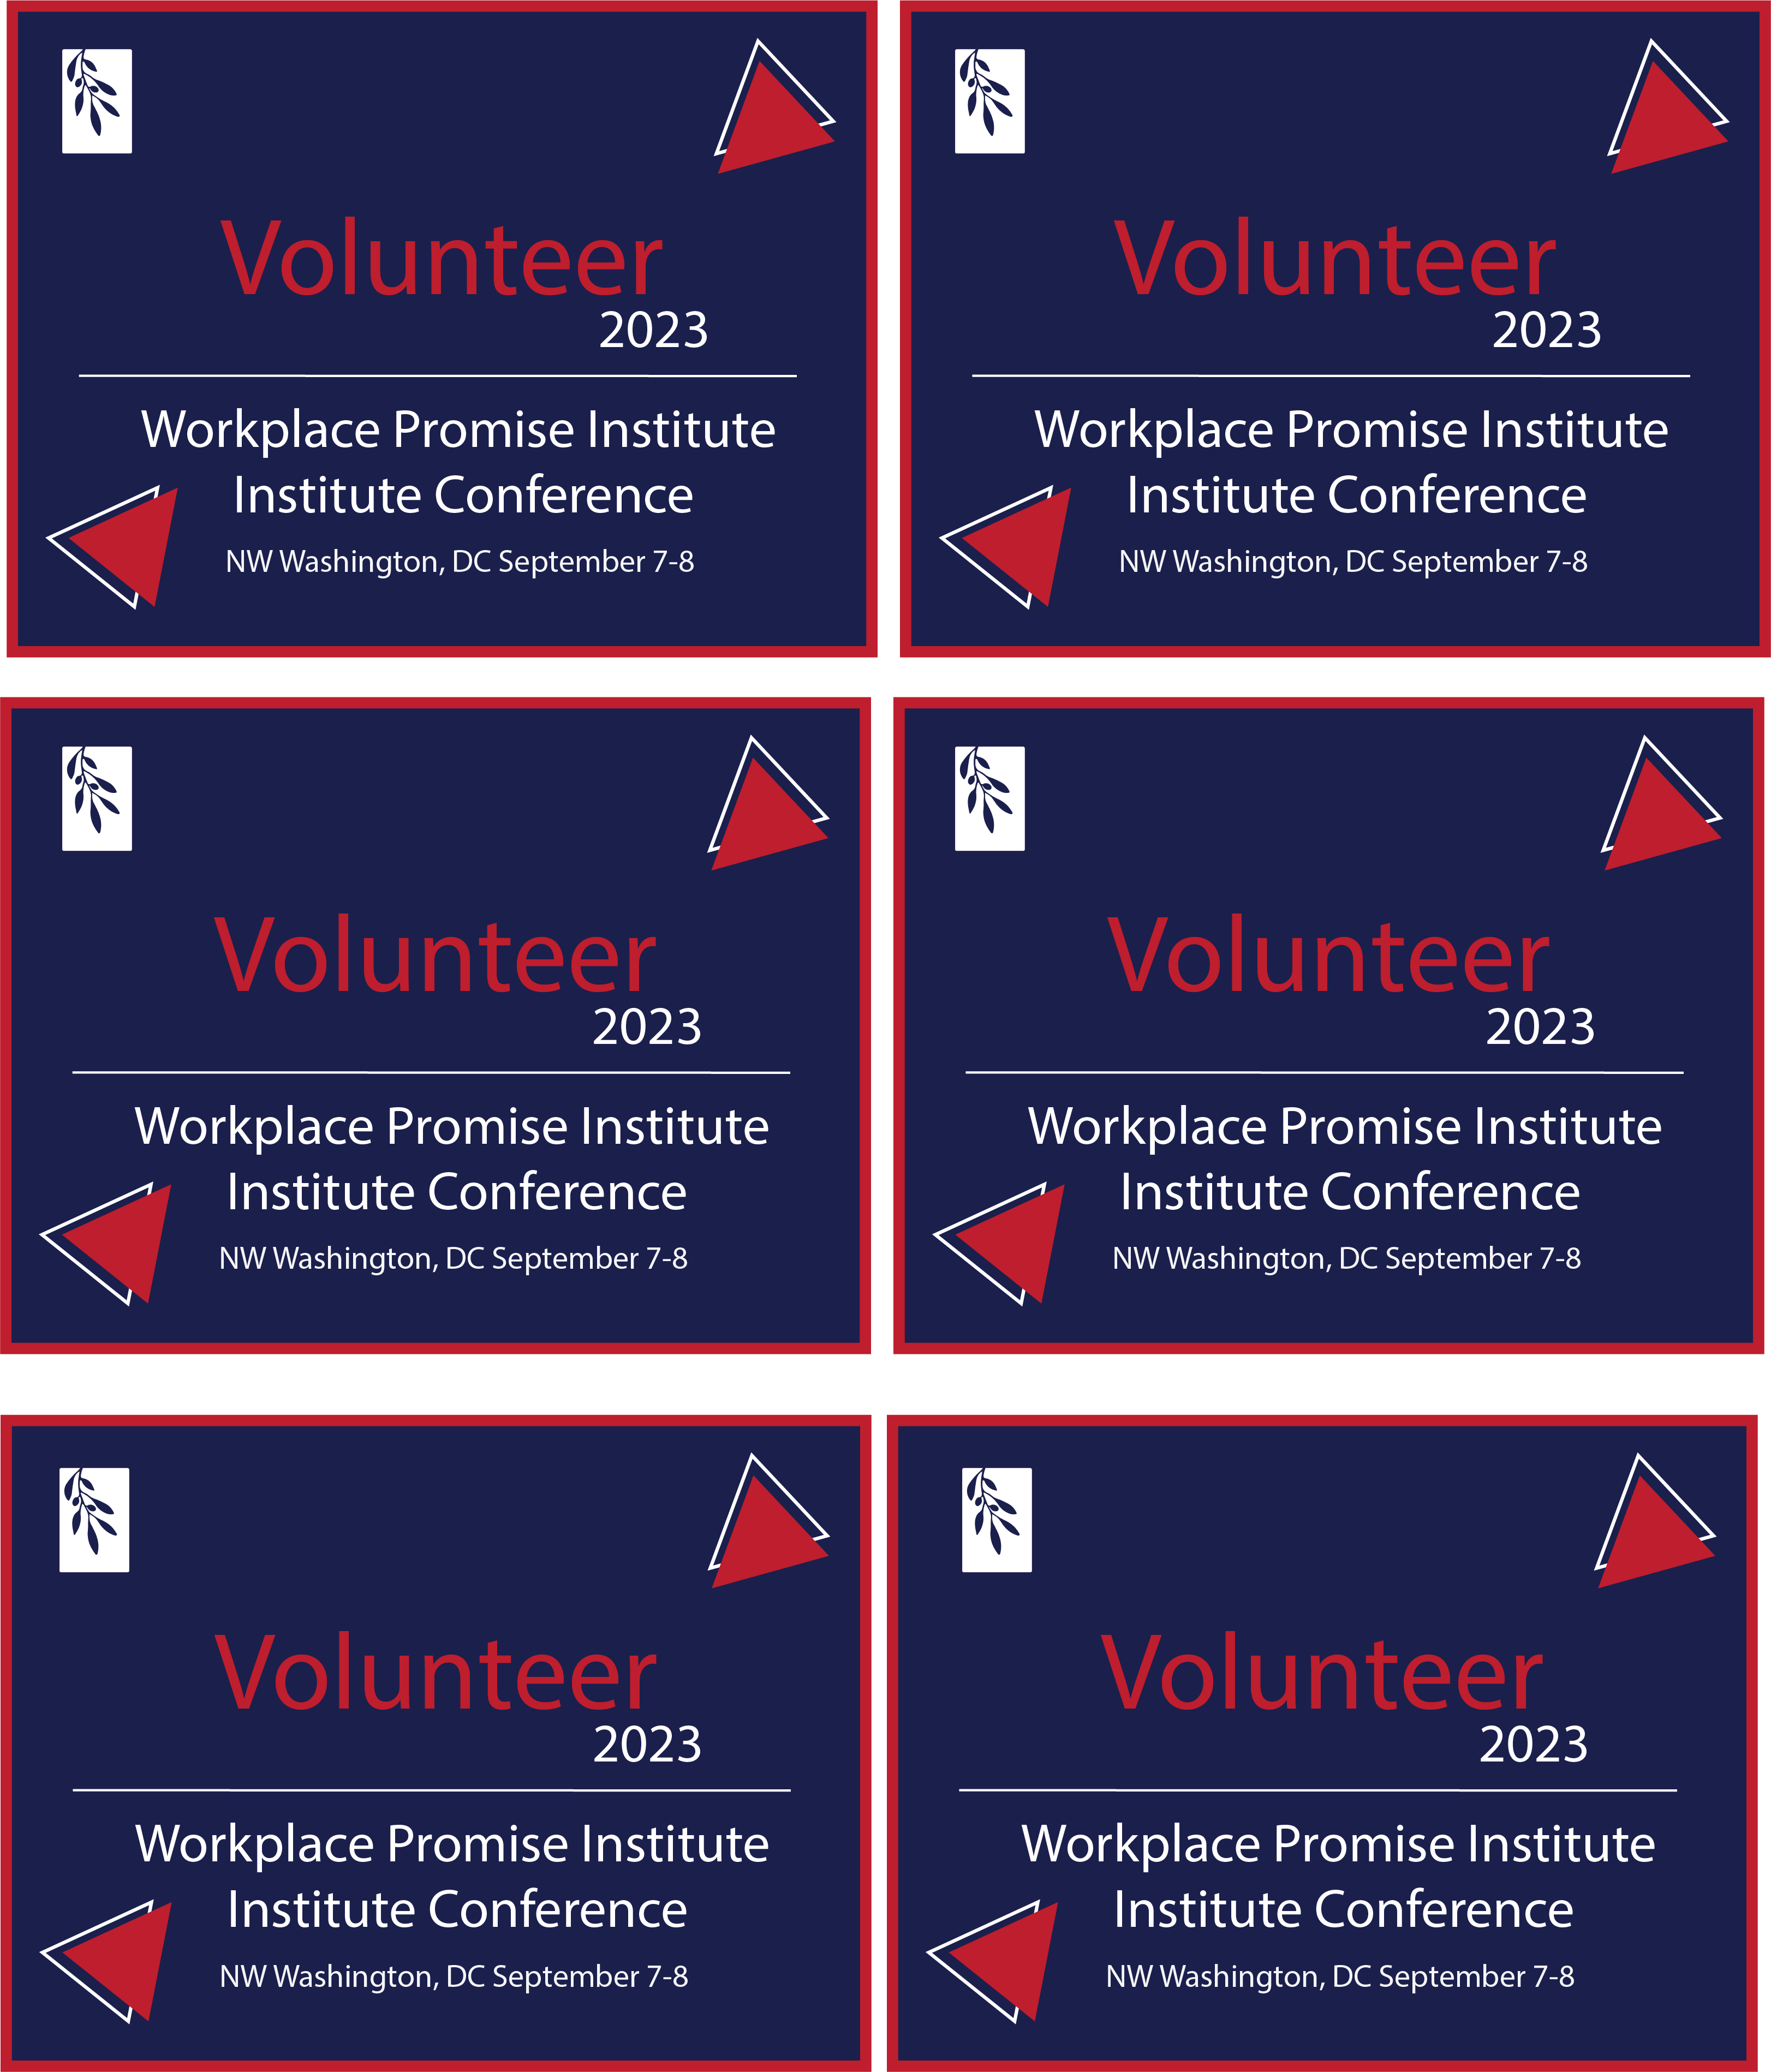 Volunteer
2023
Workplace Promise Institute
Institute Conference
NW Washington, DC September 7-8
Volunteer
2023
Workplace Promise Institute
Institute Conference
NW Washington, DC September 7-8
Volunteer
2023
Workplace Promise Institute
Institute Conference
NW Washington, DC September 7-8
Volunteer
2023
Workplace Promise Institute
Institute Conference
NW Washington, DC September 7-8
Volunteer
2023
Workplace Promise Institute
Institute Conference
NW Washington, DC September 7-8
Volunteer
2023
Workplace Promise Institute
Institute Conference
NW Washington, DC September 7-8